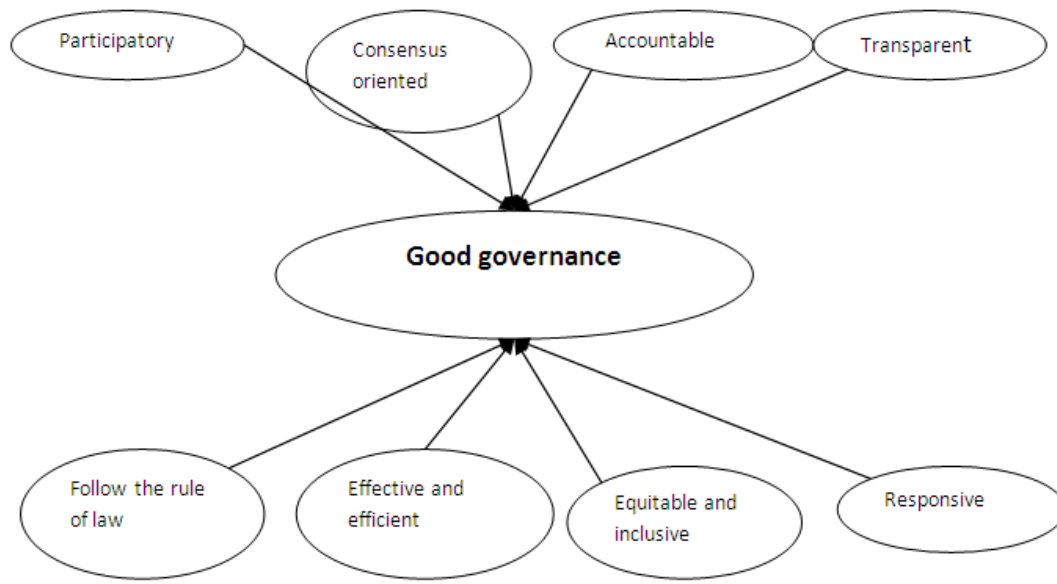 Participatory
Consensus
oriented
Accountable
Transparent
Good governance
Follow the rule
of law
Effective and
efficient
Equitable and
inclusive
Responsive